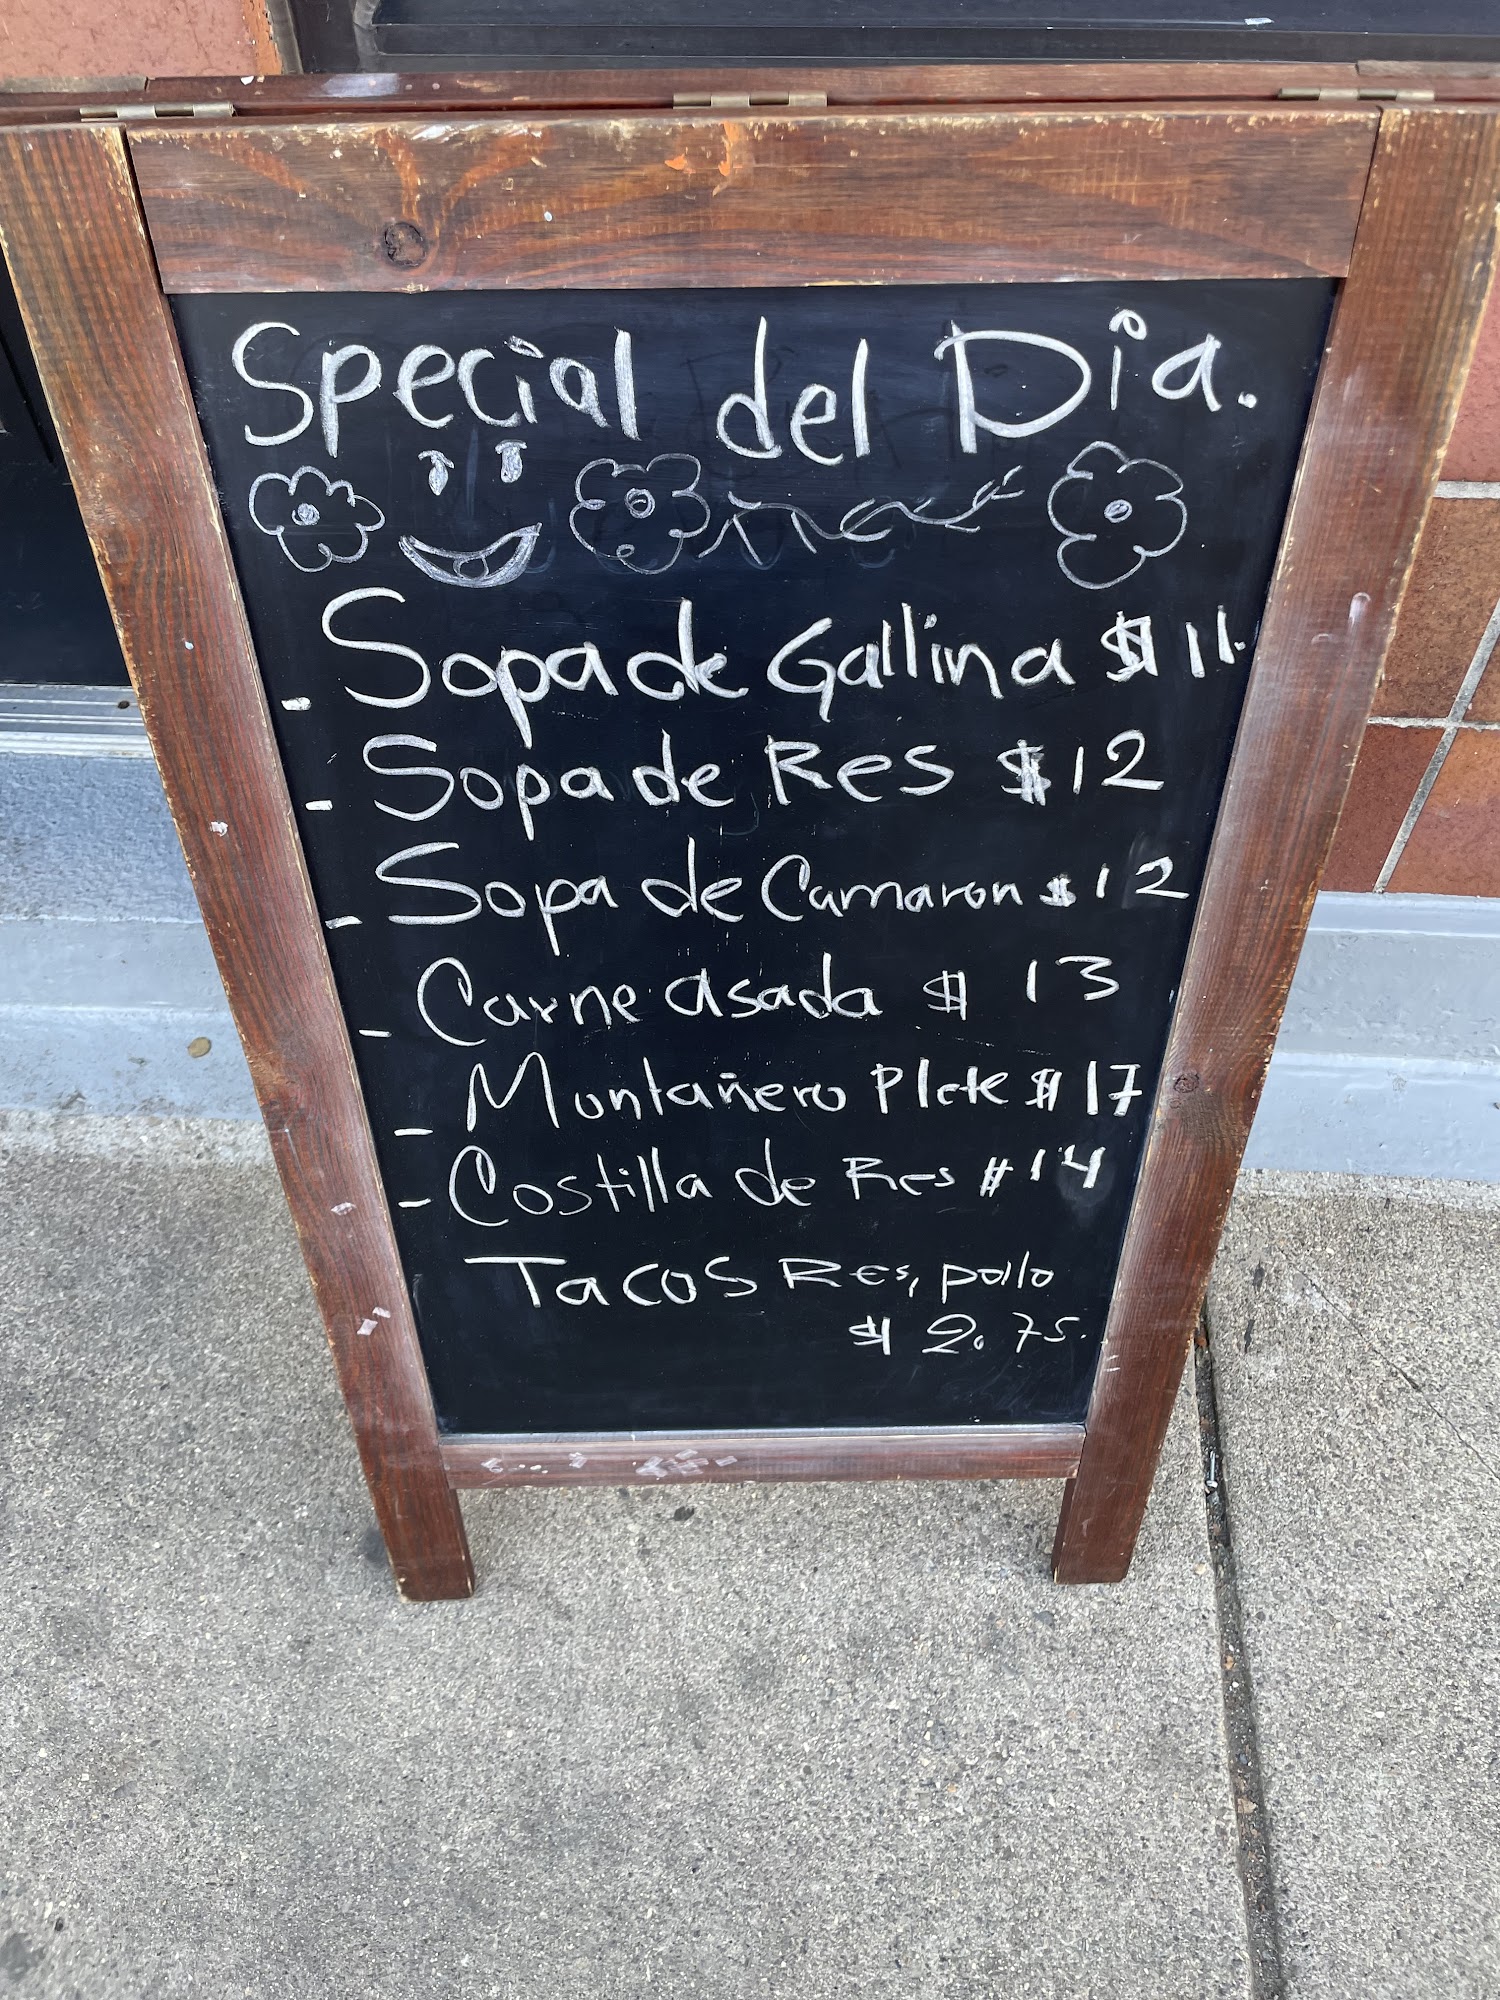 Special del Dia.
- Sopa de Gallina $11.
- Sopa de Res $12
- Sopa de Camaron $12
- Carne asada $13
- Montañero Plete $17
- Costilla de Res $14
Tacos Res, pollo
$2.75.